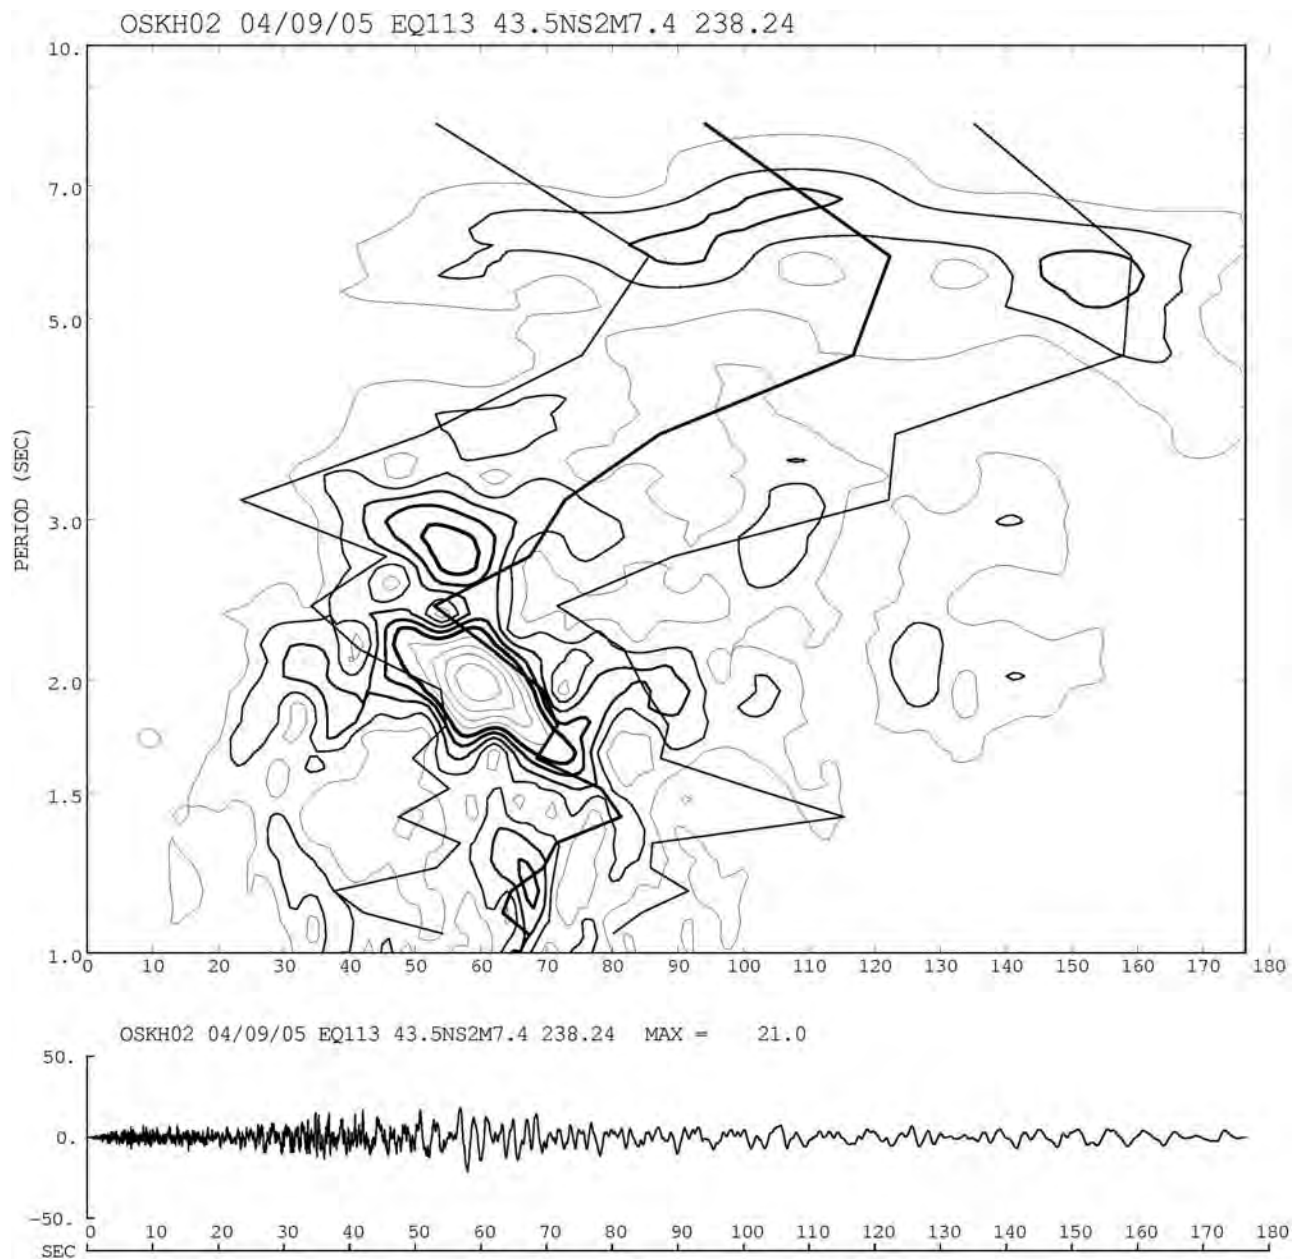 OSKH02 04/09/05 EQ113 43.5NS2M7.4 238.24
10.
7.0
5.0
3.0
2.0
1.5
1.0
PERIOD (SEC)
0 10 20 30 40 50 60 70 80 90 100 110 120 130 140 150 160 170 180
OSKH02 04/09/05 EQ113 43.5NS2M7.4 238.24 MAX = 21.0
50.
0.
-50.
0 10 20 30 40 50 60 70 80 90 100 110 120 130 140 150 160 170 180
SEC